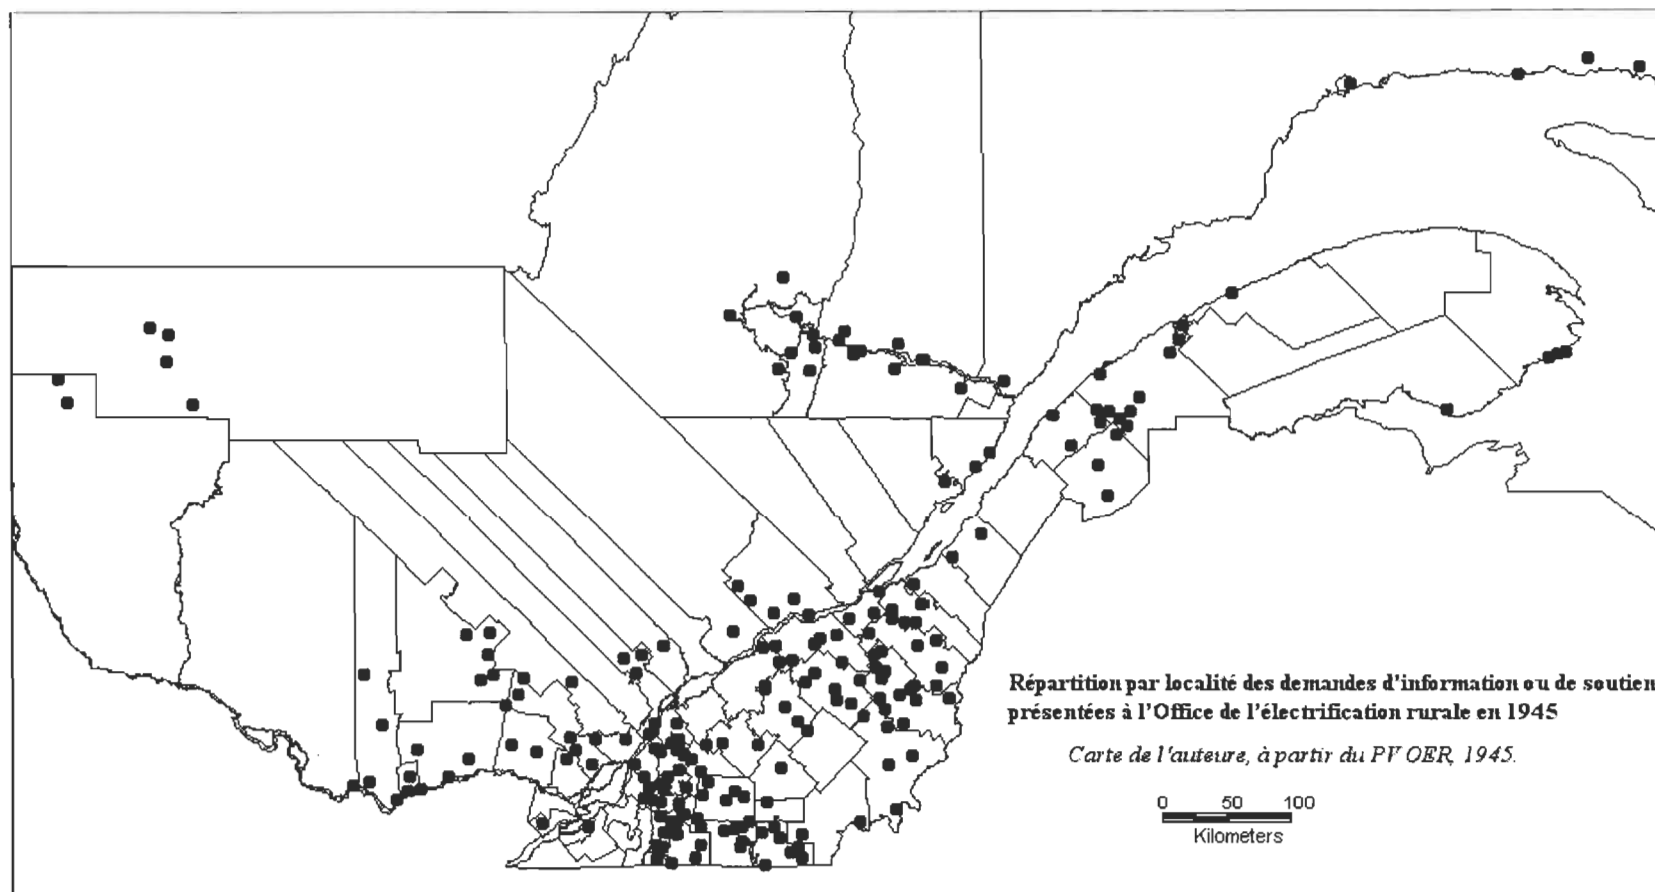 Répartition par localité des demandes d'information ou de soutien
présentées à l'Office de l'électrification rurale en 1945
Carte de l'auteure, à partir du PV OER, 1945.
0 50 100
Kilometers